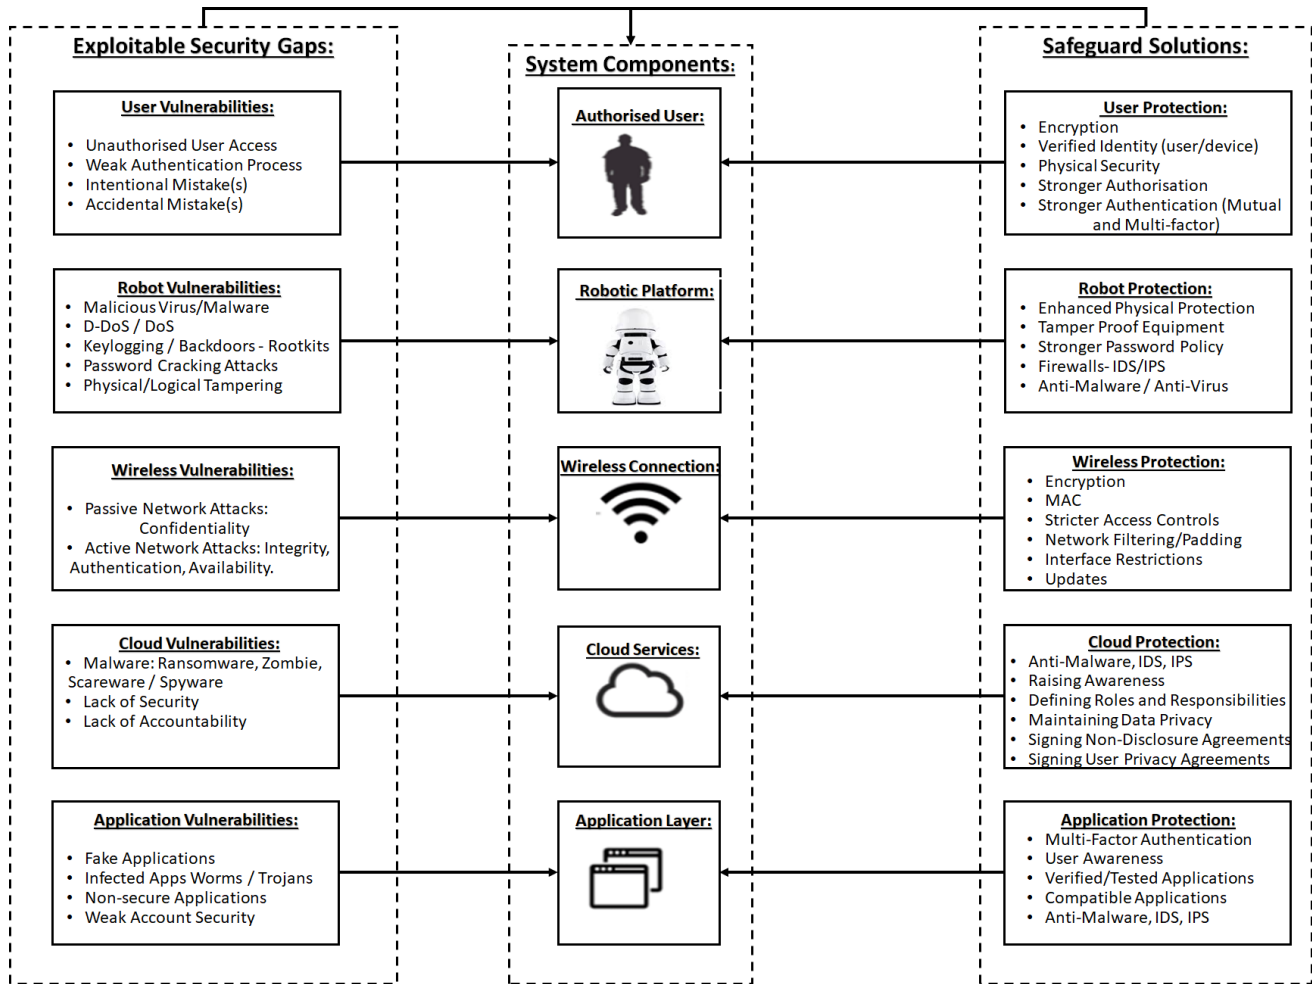 Exploitable Security Gaps:
System Components:
Safeguard Solutions:
User Vulnerabilities:
• Unauthorised User Access
• Weak Authentication Process
• Intentional Mistake(s)
• Accidental Mistake(s)
Authorised User:
User Protection:
• Encryption
• Verified Identity (user/device)
• Physical Security
• Stronger Authorisation
• Stronger Authentication (Mutual
and Multi-factor)
Robot Vulnerabilities:
• Malicious Virus/Malware
• D-DoS / DoS
• Keylogging / Backdoors - Rootkits
• Password Cracking Attacks
• Physical/Logical Tampering
Robotic Platform:
Robot Protection:
• Enhanced Physical Protection
• Tamper Proof Equipment
• Stronger Password Policy
• Firewalls- IDS/IPS
• Anti-Malware / Anti-Virus
Wireless Vulnerabilities:
• Passive Network Attacks:
Confidentiality
• Active Network Attacks: Integrity,
Authentication, Availability.
Wireless Connection:
Wireless Protection:
• Encryption
• MAC
• Stricter Access Controls
• Network Filtering/Padding
• Interface Restrictions
• Updates
Cloud Vulnerabilities:
• Malware: Ransomware, Zombie,
Scareware / Spyware
• Lack of Security
• Lack of Accountability
Cloud Services:
Cloud Protection:
• Anti-Malware, IDS, IPS
• Raising Awareness
• Defining Roles and Responsibilities
• Maintaining Data Privacy
• Signing Non-Disclosure Agreements
• Signing User Privacy Agreements
Application Vulnerabilities:
• Fake Applications
• Infected Apps Worms / Trojans
• Non-secure Applications
• Weak Account Security
Application Layer:
Application Protection:
• Multi-Factor Authentication
• User Awareness
• Verified/Tested Applications
• Compatible Applications
• Anti-Malware, IDS, IPS